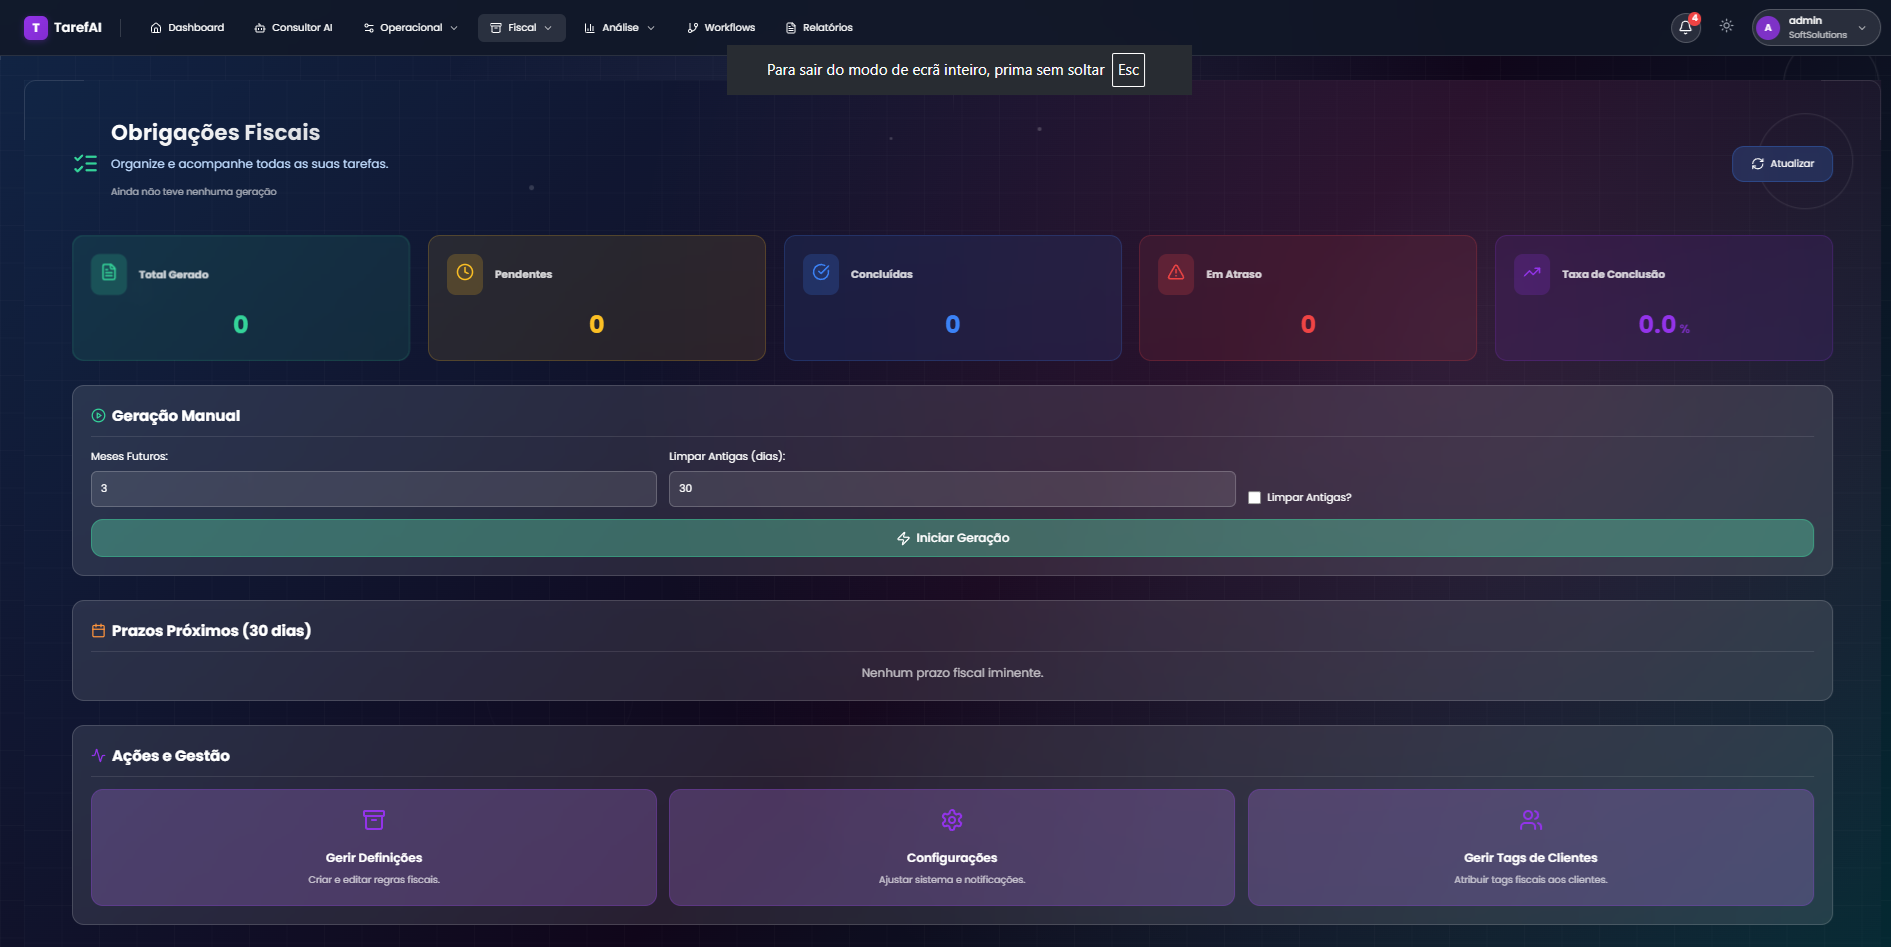 T TarefAI
Dashboard
Consultor AI
Operacional
Fiscal
Análise
Workflows
Relatórios
4
A
admin
SoftSolutions
Para sair do modo de ecrã inteiro, prima sem soltar Esc
Obrigações Fiscais
Organize e acompanhe todas as suas tarefas.
Ainda não teve nenhuma geração
Atualizar
Total Gerado
0
Pendentes
0
Concluídas
0
Em Atraso
0
Taxa de Conclusão
0.0 %
Geração Manual
Meses Futuros:
3
Limpar Antigas (dias):
30
Limpar Antigas?
Iniciar Geração
Prazos Próximos (30 dias)
Nenhum prazo fiscal iminente.
Ações e Gestão
Gerir Definições
Criar e editar regras fiscais.
Configurações
Ajustar sistema e notificações.
Gerir Tags de Clientes
Atribuir tags fiscais aos clientes.